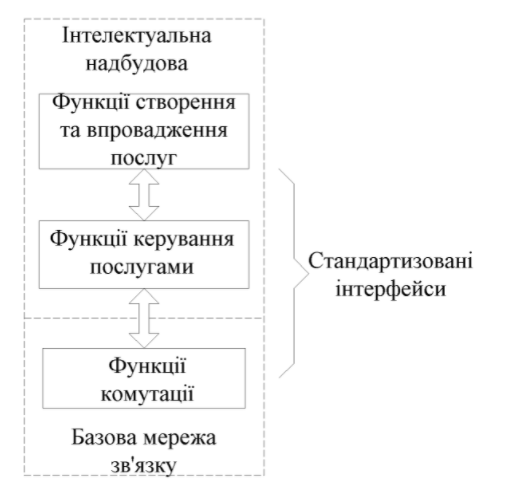 Інтелектуальна
надбудова
Функції створення
та впровадження
послуг
Функції керування
послугами
Стандартизовані
інтерфейси
Функції
комутації
Базова мережа
зв'язку